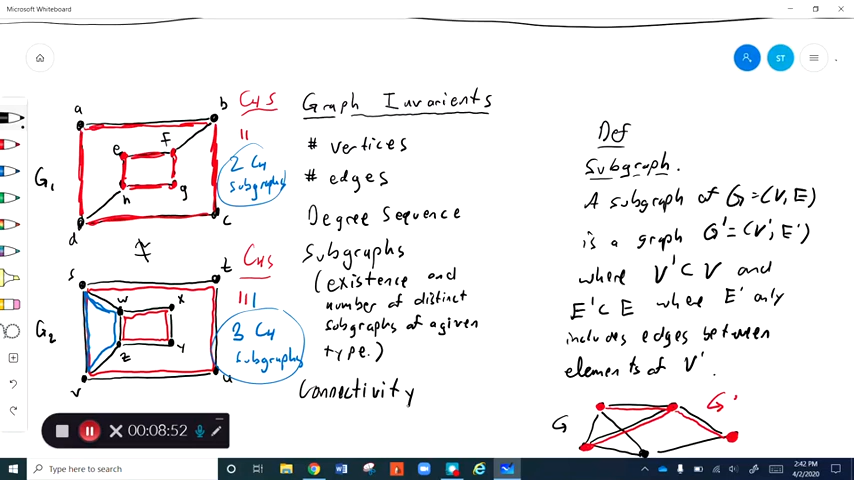 Microsoft Whiteboard
ST
a
b
C4s
Graph Invarients
||
# vertices
e
f
2 C4
subgraphs
G1
# edges
h
g
d
c
Degree Sequence
≄
Subgraphs
(existence and
number of distinct
subgraphs of a given
type.)
C4s
s
t
|||
w
x
3 C4
subgraphs
G2
z
y
v
u
Connectivity
Def
Subgraph.
A subgraph of G=(V,E)
is a graph G'=(V',E')
where V'⊂V and
E'⊂E where E' only
includes edges between
elements of V'.
G
G'
00:08:52
Type here to search
2:42 PM
4/2/2020